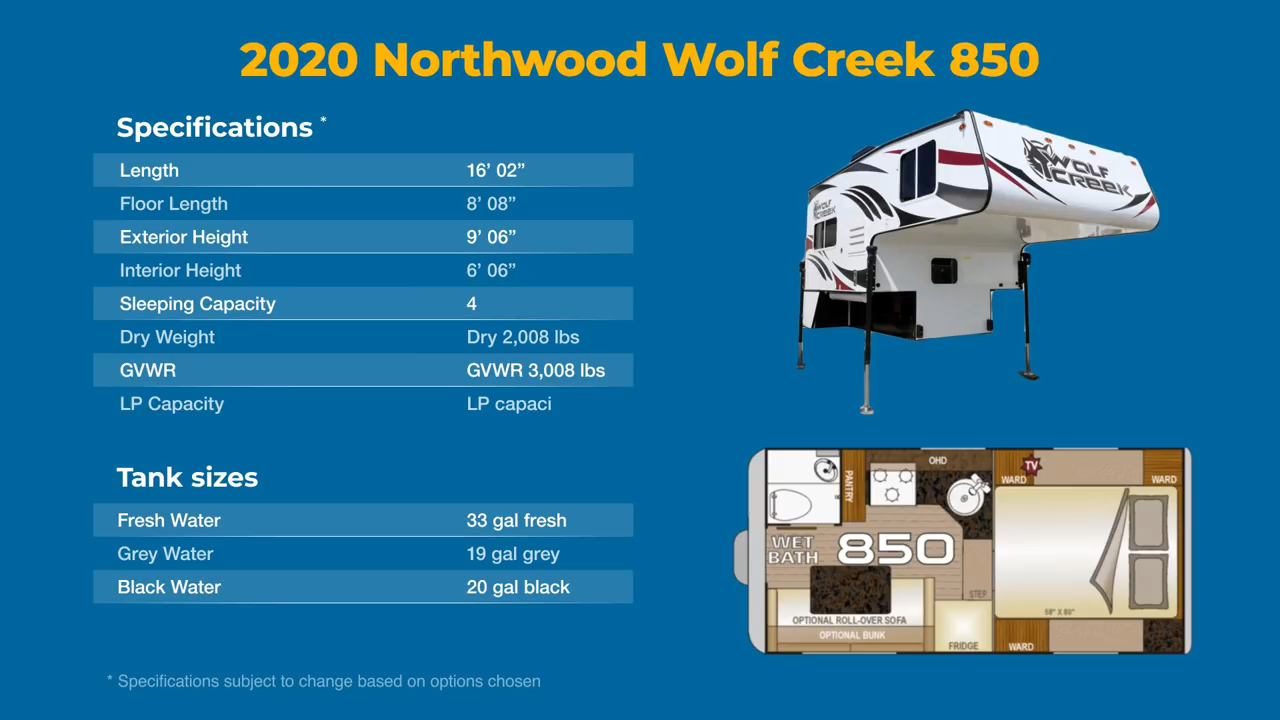 2020 Northwood Wolf Creek 850
Specifications *
Length 16’ 02”
Floor Length 8’ 08”
Exterior Height 9’ 06”
Interior Height 6’ 06”
Sleeping Capacity 4
Dry Weight Dry 2,008 lbs
GVWR GVWR 3,008 lbs
LP Capacity LP capaci
Tank sizes
Fresh Water 33 gal fresh
Grey Water 19 gal grey
Black Water 20 gal black
* Specifications subject to change based on options chosen
WOLF
CREEK
WOLF
CREEK
OHD
TV
PANTRY
WARD
WARD
WET
BATH
850
STEP
OPTIONAL ROLL-OVER SOFA
OPTIONAL BUNK
FRIDGE
WARD